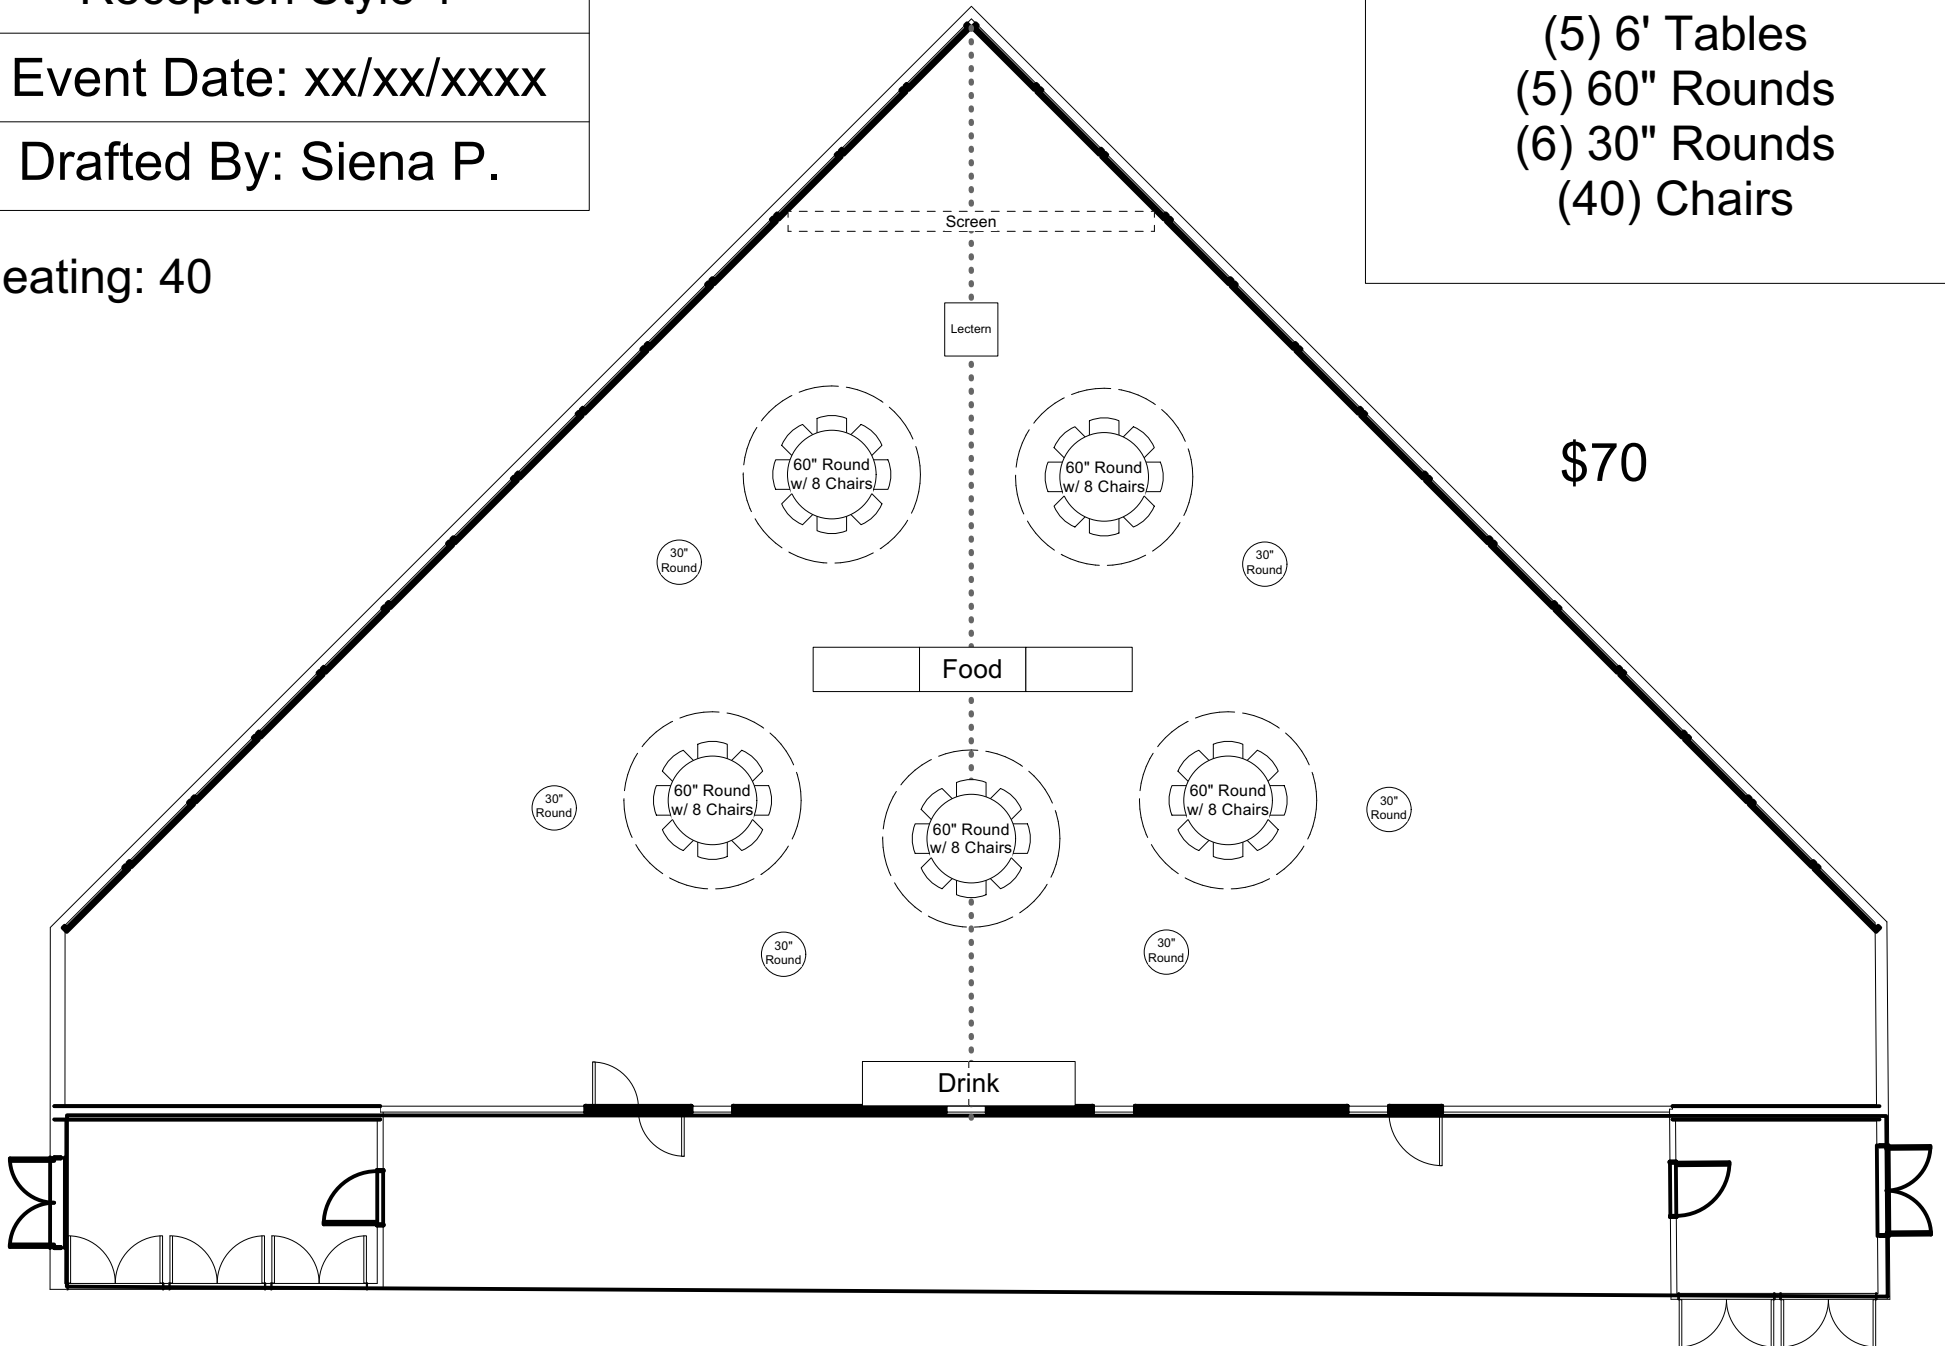 Reception Style
Event Date: xx/xx/xxxx
Drafted By: Siena P.
eating: 40
(5) 6' Tables
(5) 60" Rounds
(6) 30" Rounds
(40) Chairs
$70
Screen
Lectern
60" Round
w/ 8 Chairs
60" Round
w/ 8 Chairs
30"
Round
30"
Round
Food
60" Round
w/ 8 Chairs
60" Round
w/ 8 Chairs
60" Round
w/ 8 Chairs
30"
Round
30"
Round
30"
Round
30"
Round
Drink